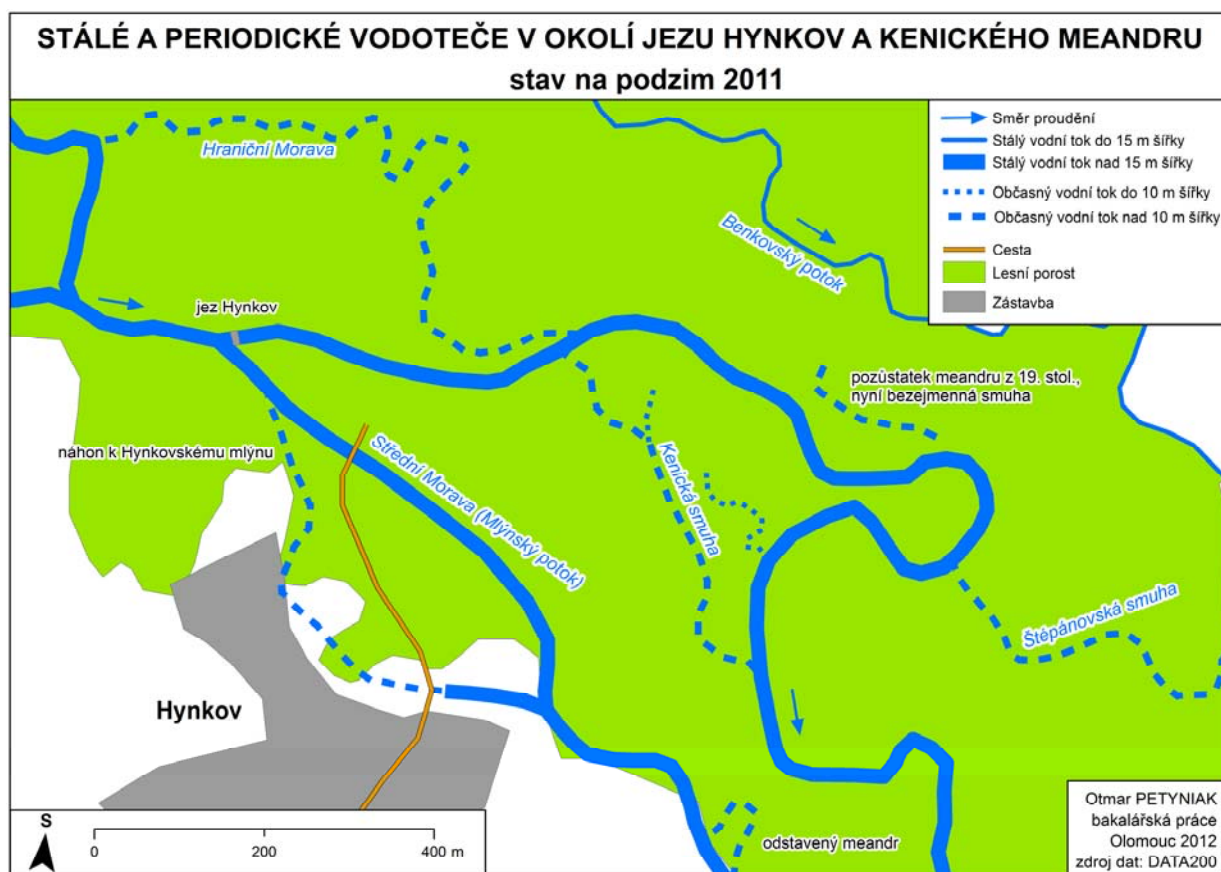 STÁLÉ A PERIODICKÉ VODOTEČE V OKOLÍ JEZU HYNKOV A KENICKÉHO MEANDRU
stav na podzim 2011
Směr proudění
Stálý vodní tok do 15 m šířky
Stálý vodní tok nad 15 m šířky
Občasný vodní tok do 10 m šířky
Občasný vodní tok nad 10 m šířky
Cesta
Lesní porost
Zástavba
Hraniční Morava
Benkovský potok
jez Hynkov
pozůstatek meandru z 19. stol.,
nyní bezejmenná smuha
náhon k Hynkovskému mlýnu
Střední Morava (Mlýnský potok)
Kenická smuha
Štěpánovská smuha
Hynkov
odstavený meandr
S
0 200 400 m
Otmar PETYNIAK
bakalářská práce
Olomouc 2012
zdroj dat: DATA200